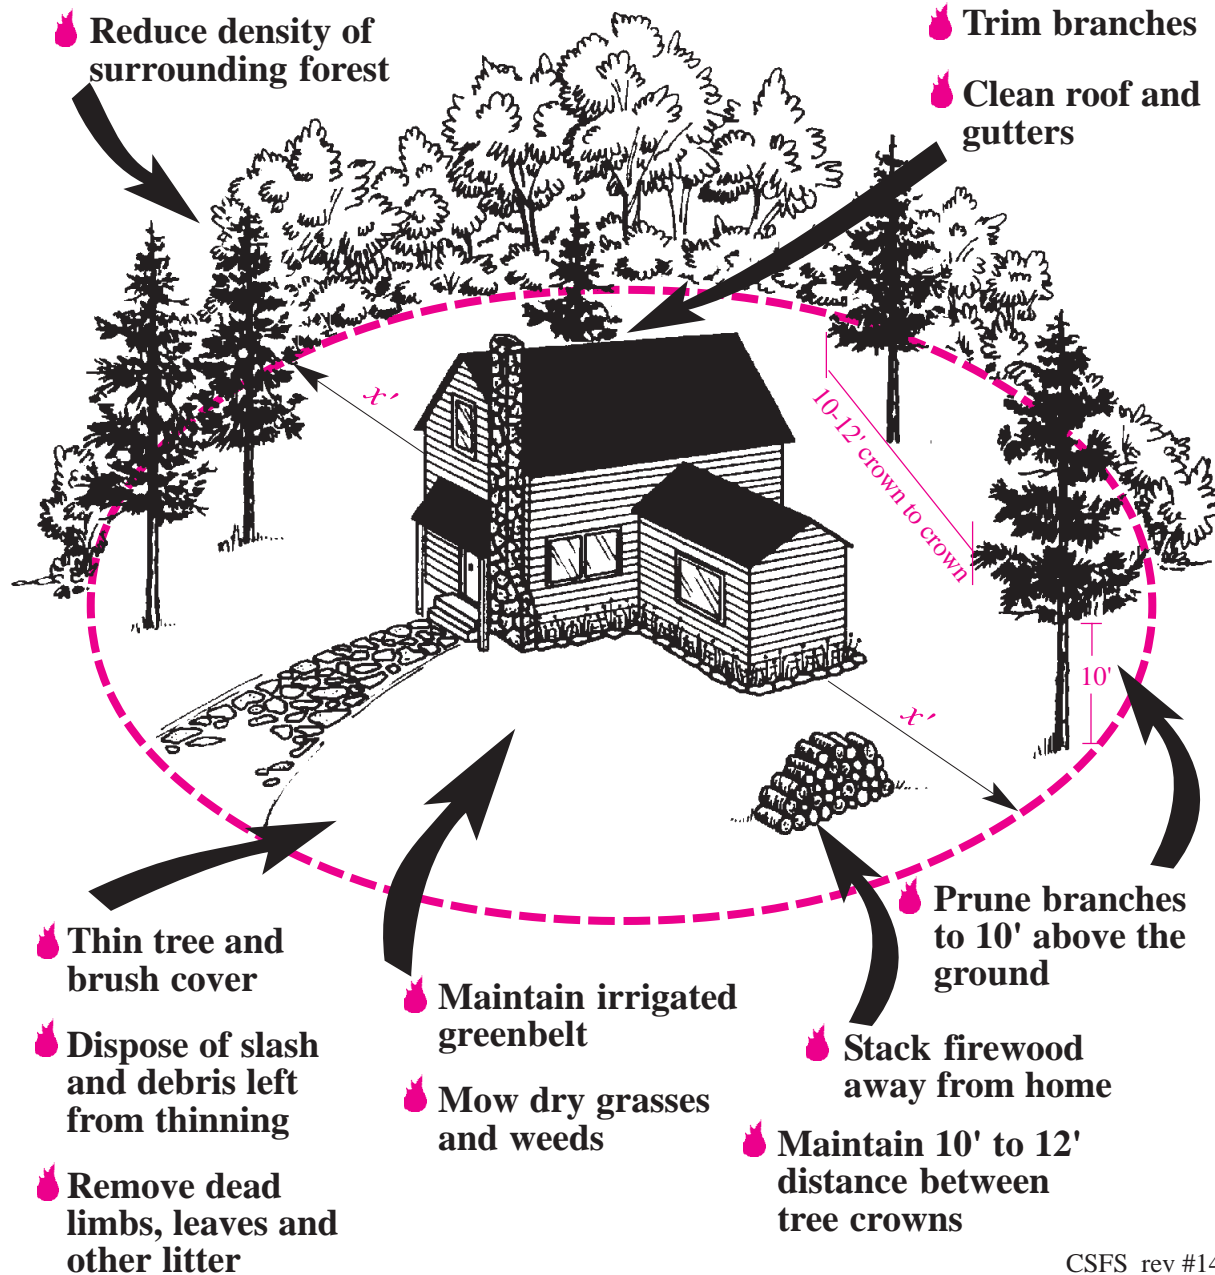 Reduce density of
surrounding forest
Trim branches
Clean roof and
gutters
x'
10-12' crown to crown
10'
x'
Thin tree and
brush cover
Dispose of slash
and debris left
from thinning
Remove dead
limbs, leaves and
other litter
Maintain irrigated
greenbelt
Mow dry grasses
and weeds
Prune branches
to 10' above the
ground
Stack firewood
away from home
Maintain 10' to 12'
distance between
tree crowns
CSFS rev #14